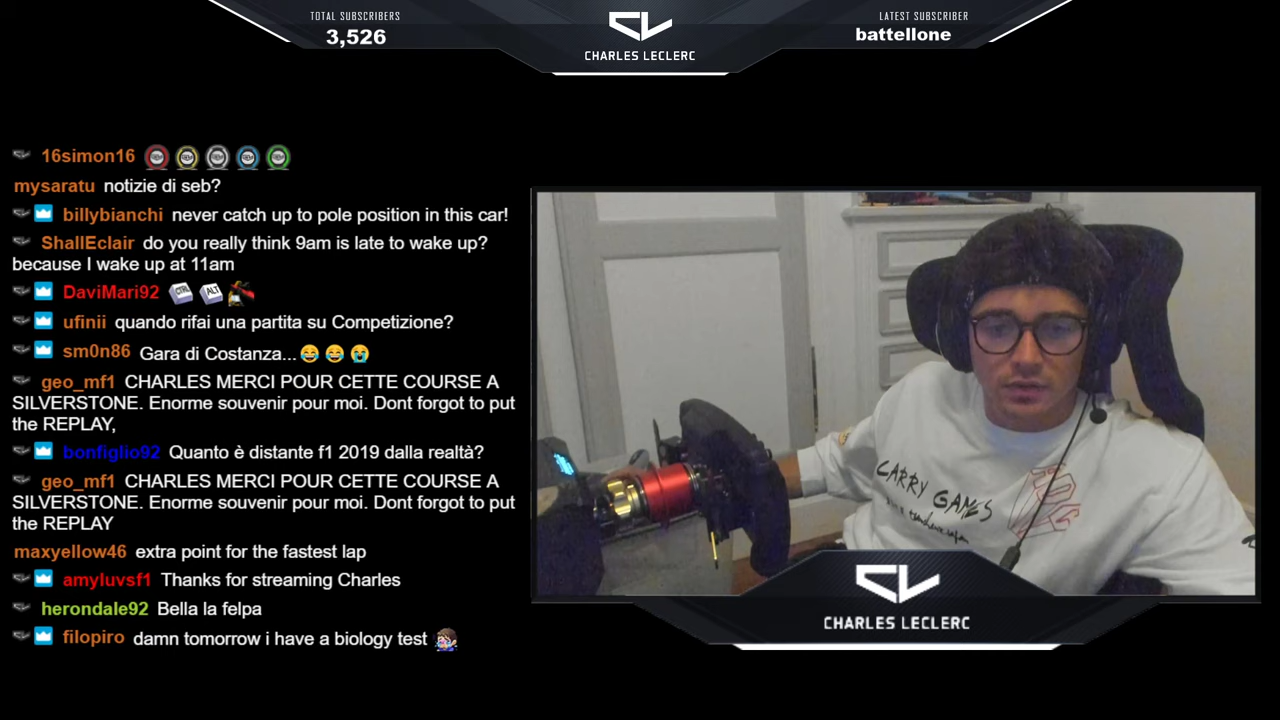 TOTAL SUBSCRIBERS
3,526
CHARLES LECLERC
LATEST SUBSCRIBER
battellone
16simon16
mysaratu notizie di seb?
billybianchi never catch up to pole position in this car!
ShallEclair do you really think 9am is late to wake up?
because I wake up at 11am
DaviMari92 CTRL ALT
ufinii quando rifai una partita su Competizione?
sm0n86 Gara di Costanza...😂😂😭
geo_mf1 CHARLES MERCI POUR CETTE COURSE A
SILVERSTONE. Enorme souvenir pour moi. Dont forgot to put
the REPLAY,
bonfiglio92 Quanto è distante f1 2019 dalla realtà?
geo_mf1 CHARLES MERCI POUR CETTE COURSE A
SILVERSTONE. Enorme souvenir pour moi. Dont forgot to put
the REPLAY
maxyellow46 extra point for the fastest lap
amyluvsf1 Thanks for streaming Charles
herondale92 Bella la felpa
filopiro damn tomorrow i have a biology test
CARRY GAMES
CHARLES LECLERC